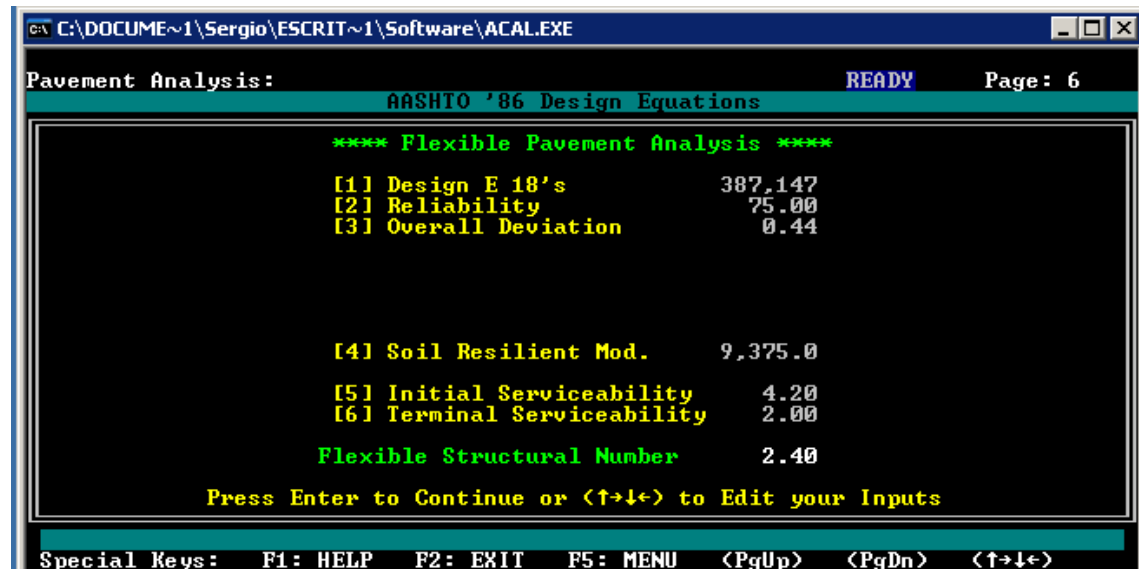 C:\DOCUME~1\Sergio\ESCRIT~1\Software\ACAL.EXE
Pavement Analysis: READY Page: 6
AASHTO '86 Design Equations
**** Flexible Pavement Analysis ****
[1] Design E 18's 387,147
[2] Reliability 75.00
[3] Overall Deviation 0.44
[4] Soil Resilient Mod. 9,375.0
[5] Initial Serviceability 4.20
[6] Terminal Serviceability 2.00
Flexible Structural Number 2.40
Press Enter to Continue or (↑→↓←) to Edit your Inputs
Special Keys: F1: HELP F2: EXIT F5: MENU (PgUp) (PgDn) (↑→↓←)